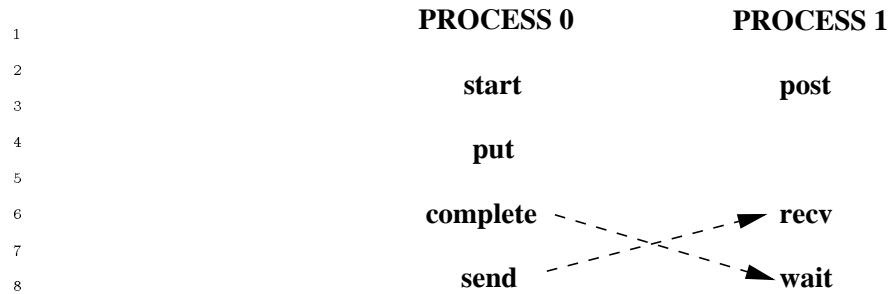 PROCESS 0 PROCESS 1
1
2
start post
3
4
put
5
6
complete recv
7
send wait
8